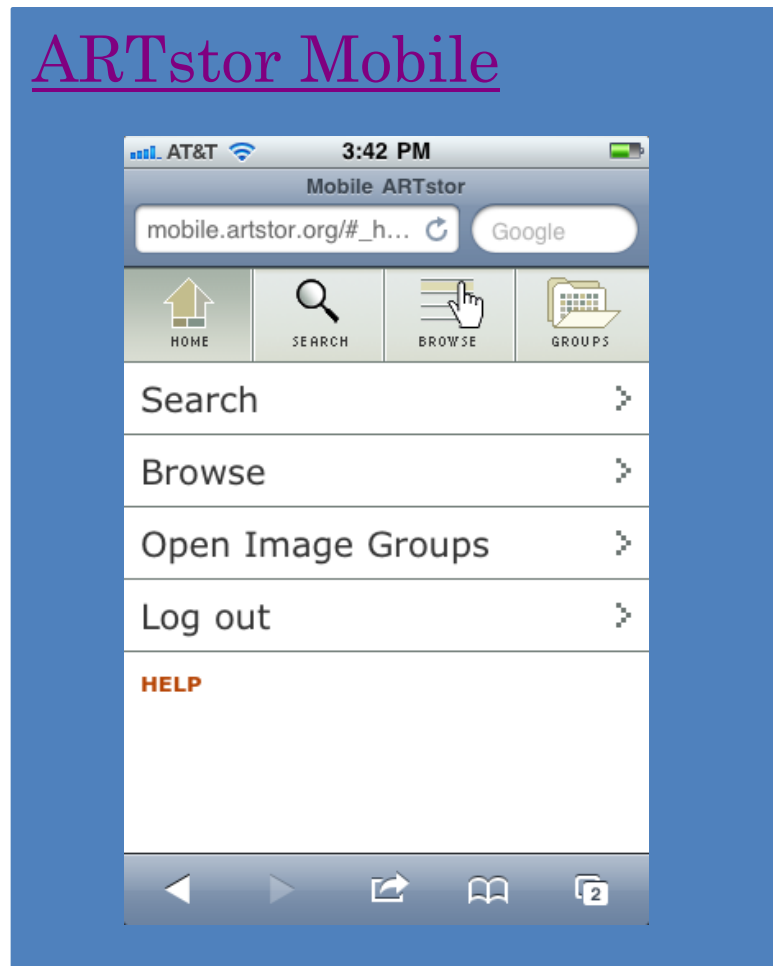 ARTstor Mobile
AT&T 3:42 PM
Mobile ARTstor
mobile.artstor.org/#_h... Google
HOME SEARCH BROWSE GROUPS
Search
Browse
Open Image Groups
Log out
HELP
2